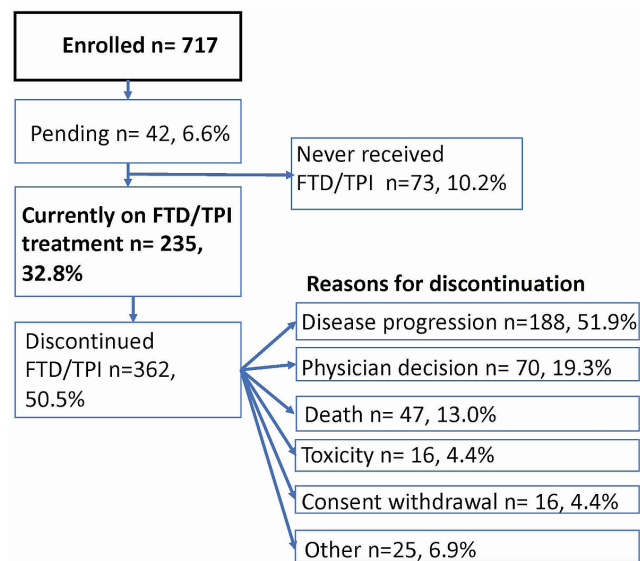 Enrolled n= 717
Pending n= 42, 6.6%
Never received
FTD/TPI n=73, 10.2%
Currently on FTD/TPI
treatment n= 235,
32.8%
Discontinued
FTD/TPI n=362,
50.5%
Reasons for discontinuation
Disease progression n=188, 51.9%
Physician decision n= 70, 19.3%
Death n= 47, 13.0%
Toxicity n= 16, 4.4%
Consent withdrawal n= 16, 4.4%
Other n=25, 6.9%